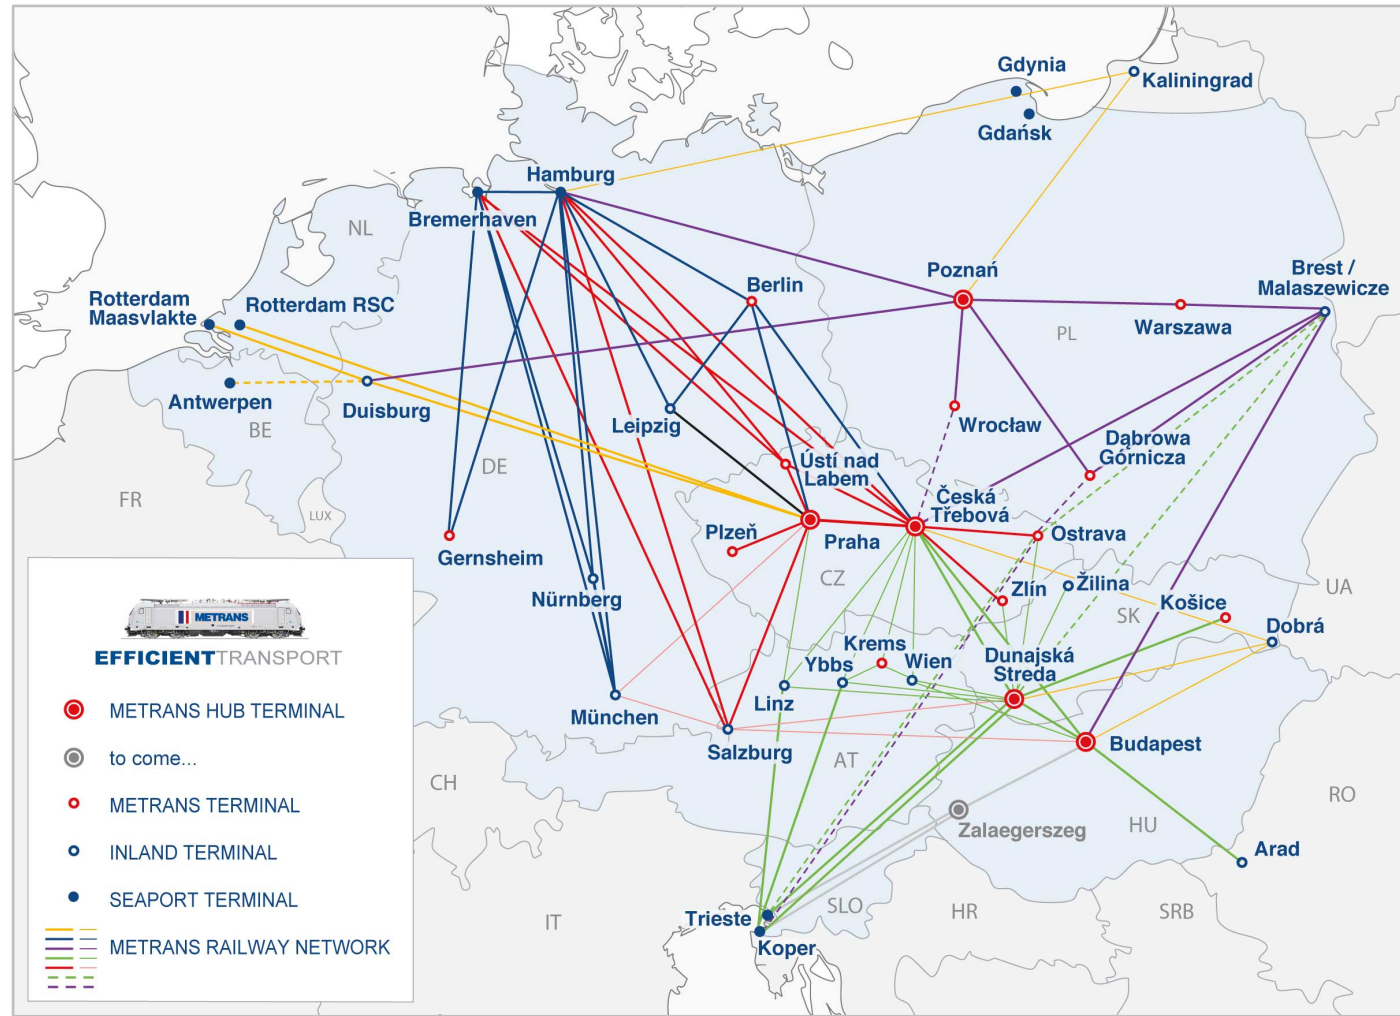 Gdynia
Kaliningrad
Gdańsk
Hamburg
Bremerhaven
NL
Poznań
Brest /
Malaszewicze
Berlin
Rotterdam
Maasvlakte
Rotterdam RSC
Warszawa
PL
Antwerpen
Duisburg
BE
Leipzig
Wrocław
Dąbrowa
Górnicza
DE
Ústí nad
Labem
FR
LUX
Česká
Třebová
Plzeň
Praha
Ostrava
Gernsheim
CZ
Nürnberg
Zlín
Žilina
UA
Košice
SK
Dobrá
Krems
Ybbs
Wien
Dunajská
Streda
Linz
München
Salzburg
Budapest
AT
CH
RO
Zalaegerszeg
HU
Arad
Trieste
SLO
HR
SRB
IT
Koper
METRANS
EFFICIENTTRANSPORT
METRANS HUB TERMINAL
to come...
METRANS TERMINAL
INLAND TERMINAL
SEAPORT TERMINAL
METRANS RAILWAY NETWORK